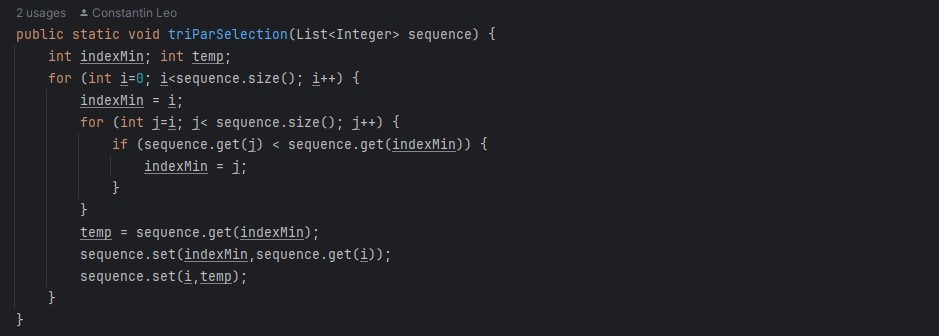 2 usages Constantin Leo
public static void triParSelection(List<Integer> sequence) {
    int indexMin; int temp;
    for (int i=0; i<sequence.size(); i++) {
        indexMin = i;
        for (int j=i; j< sequence.size(); j++) {
            if (sequence.get(j) < sequence.get(indexMin)) {
                indexMin = j;
            }
        }
        temp = sequence.get(indexMin);
        sequence.set(indexMin,sequence.get(i));
        sequence.set(i,temp);
    }
}